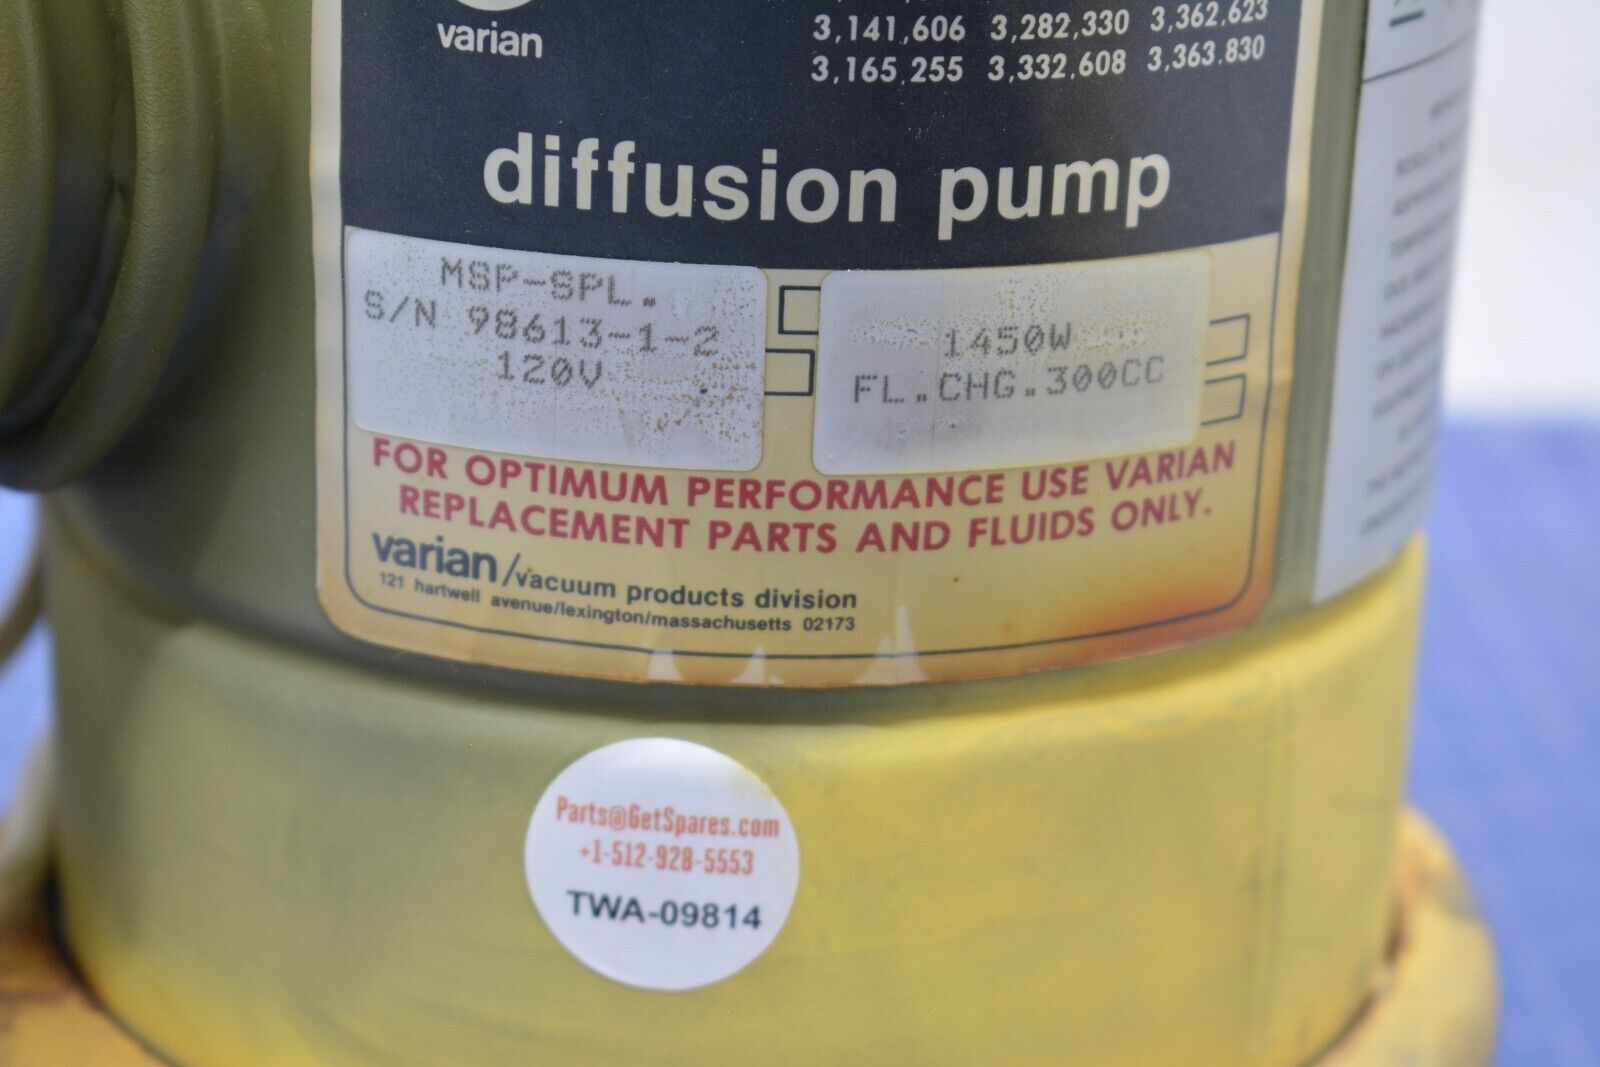 varian
3,141,606 3,282,330 3,362,623
3,165,255 3,332,608 3,363,830
diffusion pump
MSP-SPL.
S/N 98613-1-2
120V
1450W
FL.CHG.300CC
FOR OPTIMUM PERFORMANCE USE VARIAN
REPLACEMENT PARTS AND FLUIDS ONLY.
varian/vacuum products division
121 hartwell avenue/lexington/massachusetts 02173
Parts@GetSpares.com
+1-512-928-5553
TWA-09814